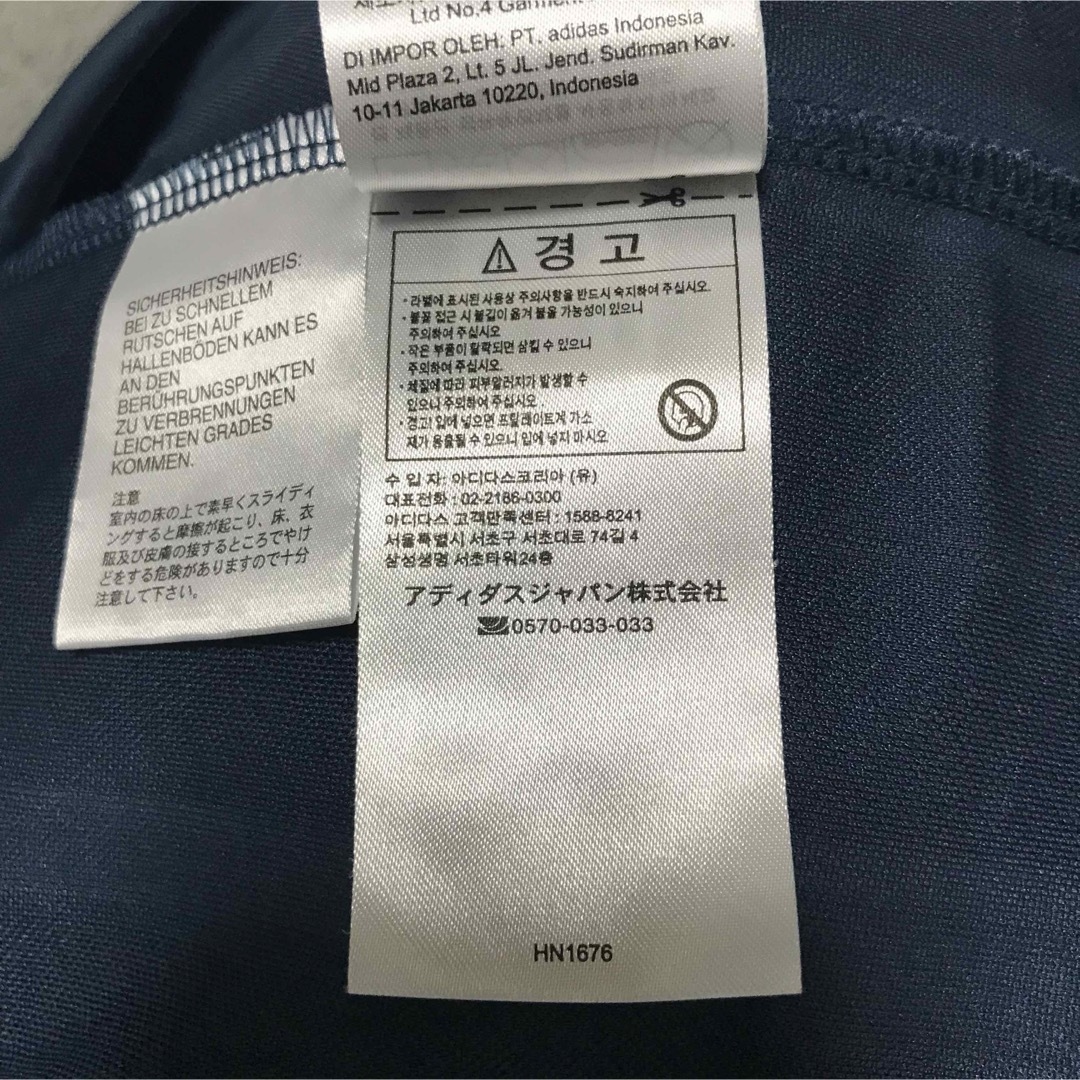 Ltd No.4 Garment
DI IMPOR OLEH: PT. adidas Indonesia
Mid Plaza 2, Lt. 5 JL. Jend. Sudirman Kav.
10-11 Jakarta 10220, Indonesia
SICHERHEITSHINWEIS:
BEI ZU SCHNELLEM
RUTSCHEN AUF
HALLENBÖDEN KANN ES
AN DEN
BERÜHRUNGSPUNKTEN
ZU VERBRENNUNGEN
LEICHTEN GRADES
KOMMEN.
注意
室内の床の上で素早くスライディ
ングすると摩擦が起こり、床、衣
服及び皮膚の接するところでやけ
どをする危険がありますので十分
注意して下さい。
경 고
・라벨에 표시된 사용상 주의사항을 반드시 숙지하여 주십시오.
・불꽃 접근 시 불길이 옮겨 붙을 가능성이 있으니
주의하여 주십시오
・작은 부품이 탈락되면 삼킬 수 있으니
주의하여 주십시오.
・체질에 따라 피부알러지가 발생할 수
있으니 주의하여 주십시오
・경고! 입에 넣으면 프탈레이트계 가소
제가 용출될 수 있으니 입에 넣지 마시오
수 입 자: 아디다스코리아 (유)
대표전화 : 02-2186-0300
아디다스 고객만족센터 : 1588-8241
서울특별시 서초구 서초대로 74길 4
삼성생명 서초타워24층
アディダスジャパン株式会社
0570-033-033
HN1676